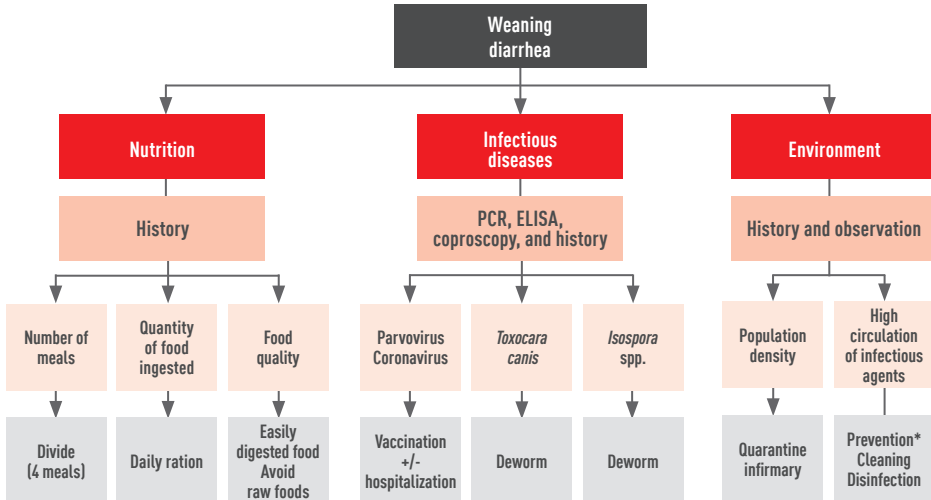 Weaning
diarrhea
Nutrition
Infectious
diseases
Environment
History
PCR, ELISA,
coproscopy, and history
History and observation
Number of
meals
Quantity
of food
ingested
Food
quality
Parvovirus
Coronavirus
Toxocara
canis
Isospora
spp.
Population
density
High
circulation
of infectious
agents
Divide
(4 meals)
Daily ration
Easily
digested food
Avoid
raw foods
Vaccination
+/-
hospitalization
Deworm
Deworm
Quarantine
infirmary
Prevention*
Cleaning
Disinfection